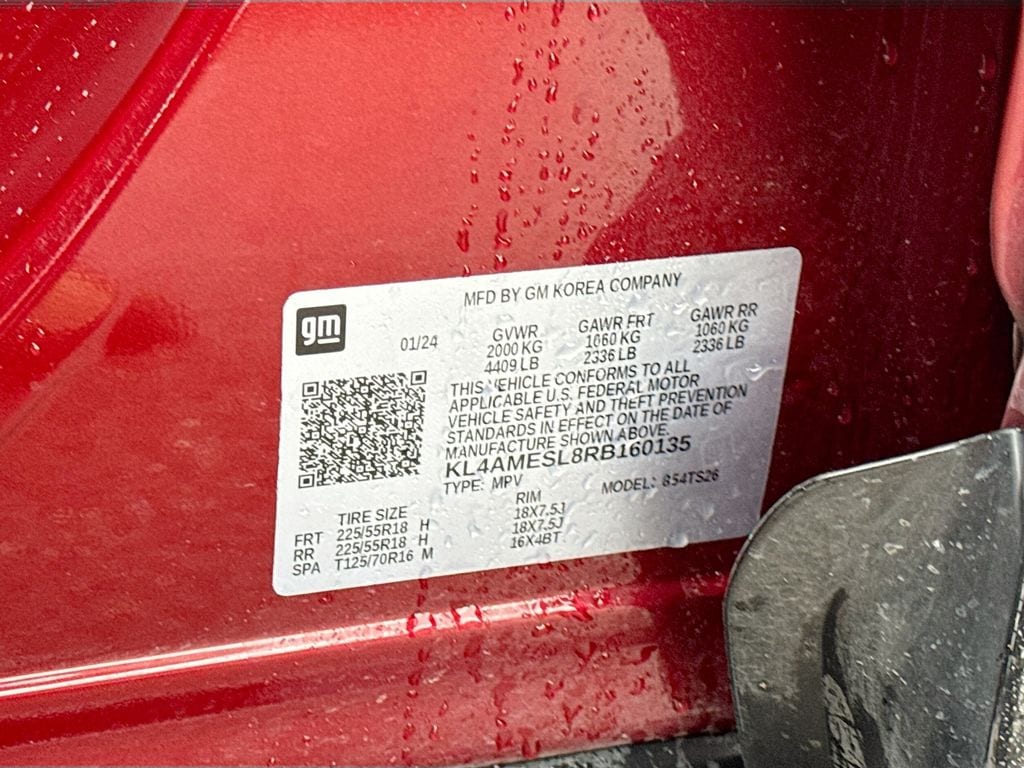 MFD BY GM KOREA COMPANY
gm
01/24
GVWR GAWR FRT GAWR RR
2000 KG 1060 KG 1060 KG
4409 LB 2336 LB 2336 LB
THIS VEHICLE CONFORMS TO ALL
APPLICABLE U.S. FEDERAL MOTOR
VEHICLE SAFETY AND THEFT PREVENTION
STANDARDS IN EFFECT ON THE DATE OF
MANUFACTURE SHOWN ABOVE.
KL4AMESL8RB160135
TYPE: MPV MODEL: 854TS26
TIRE SIZE RIM
FRT 225/55R18 H 18X7.5J
RR 225/55R18 H 18X7.5J
SPA T125/70R16 M 16X4BT